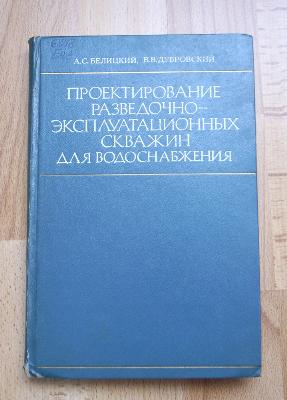 А.С.БЕЛИЦКИЙ В.В.ДУБРОВСКИЙ
ПРОЕКТИРОВАНИЕ
РАЗВЕДОЧНО-
ЭКСПЛУАТАЦИОННЫХ
СКВАЖИН
ДЛЯ ВОДОСНАБЖЕНИЯ